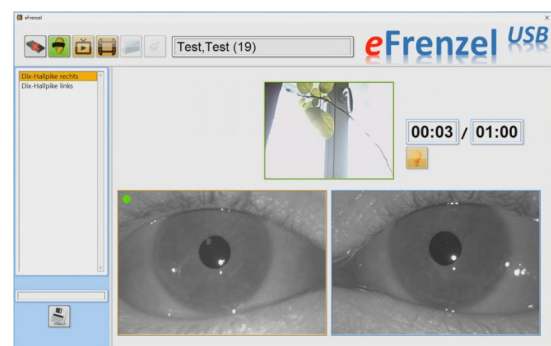 eFrenzel
Test,Test (19)
eFrenzel USB
Dix-Hallpike rechts
Dix-Hallpike links
00:03 / 01:00